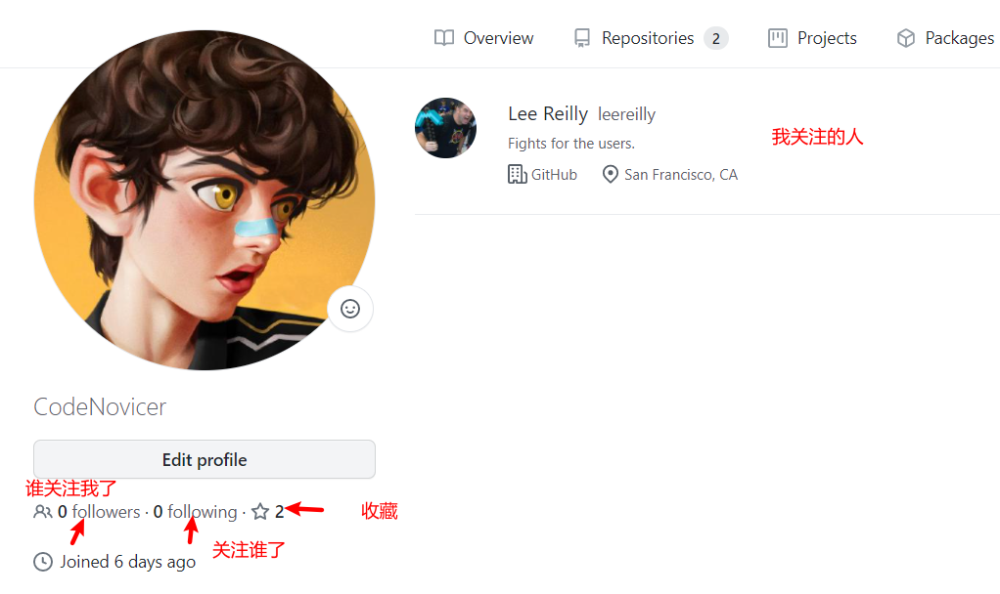 Overview Repositories 2 Projects Packages
Lee Reilly leereilly
Fights for the users.
GitHub San Francisco, CA
我关注的人
CodeNovicer
Edit profile
谁关注我了
0 followers · 0 following · 2
收藏
关注谁了
Joined 6 days ago